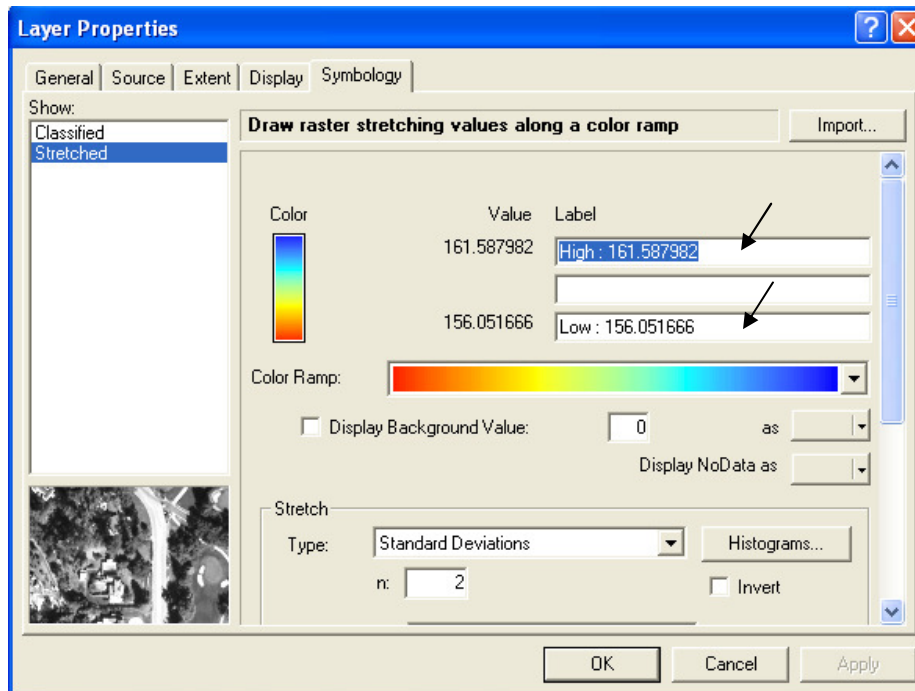 Layer Properties
General Source Extent Display Symbology
Show:
Classified
Stretched
Draw raster stretching values along a color ramp
Import...
Color Value Label
161.587982 High : 161.587982
156.051666 Low : 156.051666
Color Ramp:
Display Background Value: 0 as
Display NoData as
Stretch
Type: Standard Deviations Histograms...
n: 2 Invert
OK Cancel Apply